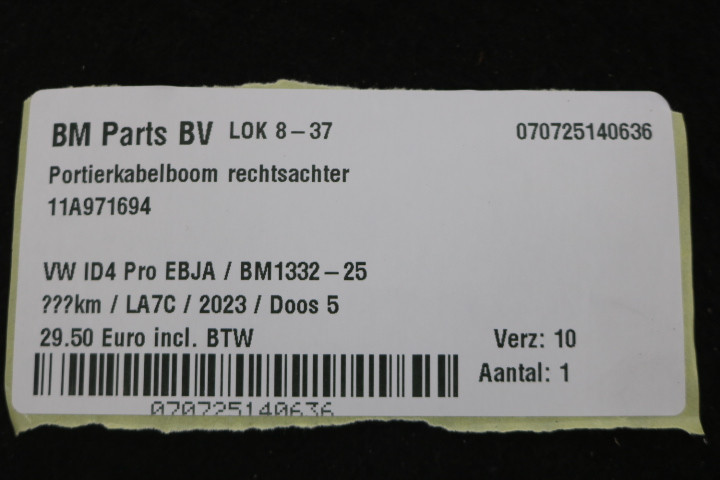 BM Parts BV LOK 8-37 070725140636
Portierkabelboom rechtsachter
11A971694
VW ID4 Pro EBJA / BM1332-25
???km / LA7C / 2023 / Doos 5
29.50 Euro incl. BTW Verz: 10
Aantal: 1
070725140636